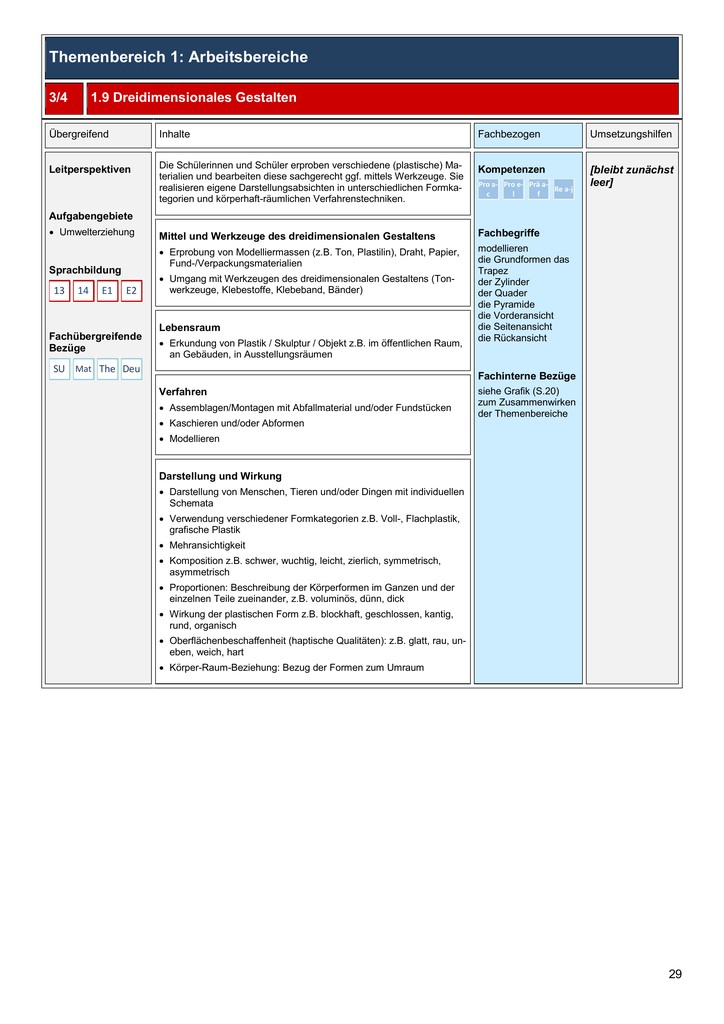 Themenbereich 1: Arbeitsbereiche
3/4 1.9 Dreidimensionales Gestalten
Übergreifend
Inhalte
Fachbezogen
Umsetzungshilfen
Leitperspektiven
Aufgabengebiete
• Umwelterziehung
Sprachbildung
13 14 E1 E2
Fachübergreifende
Bezüge
SU Mat The Deu
Die Schülerinnen und Schüler erproben verschiedene (plastische) Ma-
terialien und bearbeiten diese sachgerecht ggf. mittels Werkzeuge. Sie
realisieren eigene Darstellungsabsichten in unterschiedlichen Formka-
tegorien und körperhaft-räumlichen Verfahrenstechniken.
Mittel und Werkzeuge des dreidimensionalen Gestaltens
• Erprobung von Modelliermassen (z.B. Ton, Plastilin), Draht, Papier,
Fund-/Verpackungsmaterialien
• Umgang mit Werkzeugen des dreidimensionalen Gestaltens (Ton-
werkzeuge, Klebestoffe, Klebeband, Bänder)
Lebensraum
• Erkundung von Plastik / Skulptur / Objekt z.B. im öffentlichen Raum,
an Gebäuden, in Ausstellungsräumen
Verfahren
• Assemblagen/Montagen mit Abfallmaterial und/oder Fundstücken
• Kaschieren und/oder Abformen
• Modellieren
Darstellung und Wirkung
• Darstellung von Menschen, Tieren und/oder Dingen mit individuellen
Schemata
• Verwendung verschiedener Formkategorien z.B. Voll-, Flachplastik,
grafische Plastik
• Mehransichtigkeit
• Komposition z.B. schwer, wuchtig, leicht, zierlich, symmetrisch,
asymmetrisch
• Proportionen: Beschreibung der Körperformen im Ganzen und der
einzelnen Teile zueinander, z.B. voluminös, dünn, dick
• Wirkung der plastischen Form z.B. blockhaft, geschlossen, kantig,
rund, organisch
• Oberflächenbeschaffenheit (haptische Qualitäten): z.B. glatt, rau, un-
eben, weich, hart
• Körper-Raum-Beziehung: Bezug der Formen zum Umraum
Kompetenzen
Pro a- Pro e- Prä a- Re a-j
c l f
Fachbegriffe
modellieren
die Grundformen das
Trapez
der Zylinder
der Quader
die Pyramide
die Vorderansicht
die Seitenansicht
die Rückansicht
Fachinterne Bezüge
siehe Grafik (S.20)
zum Zusammenwirken
der Themenbereiche
[bleibt zunächst
leer]
29